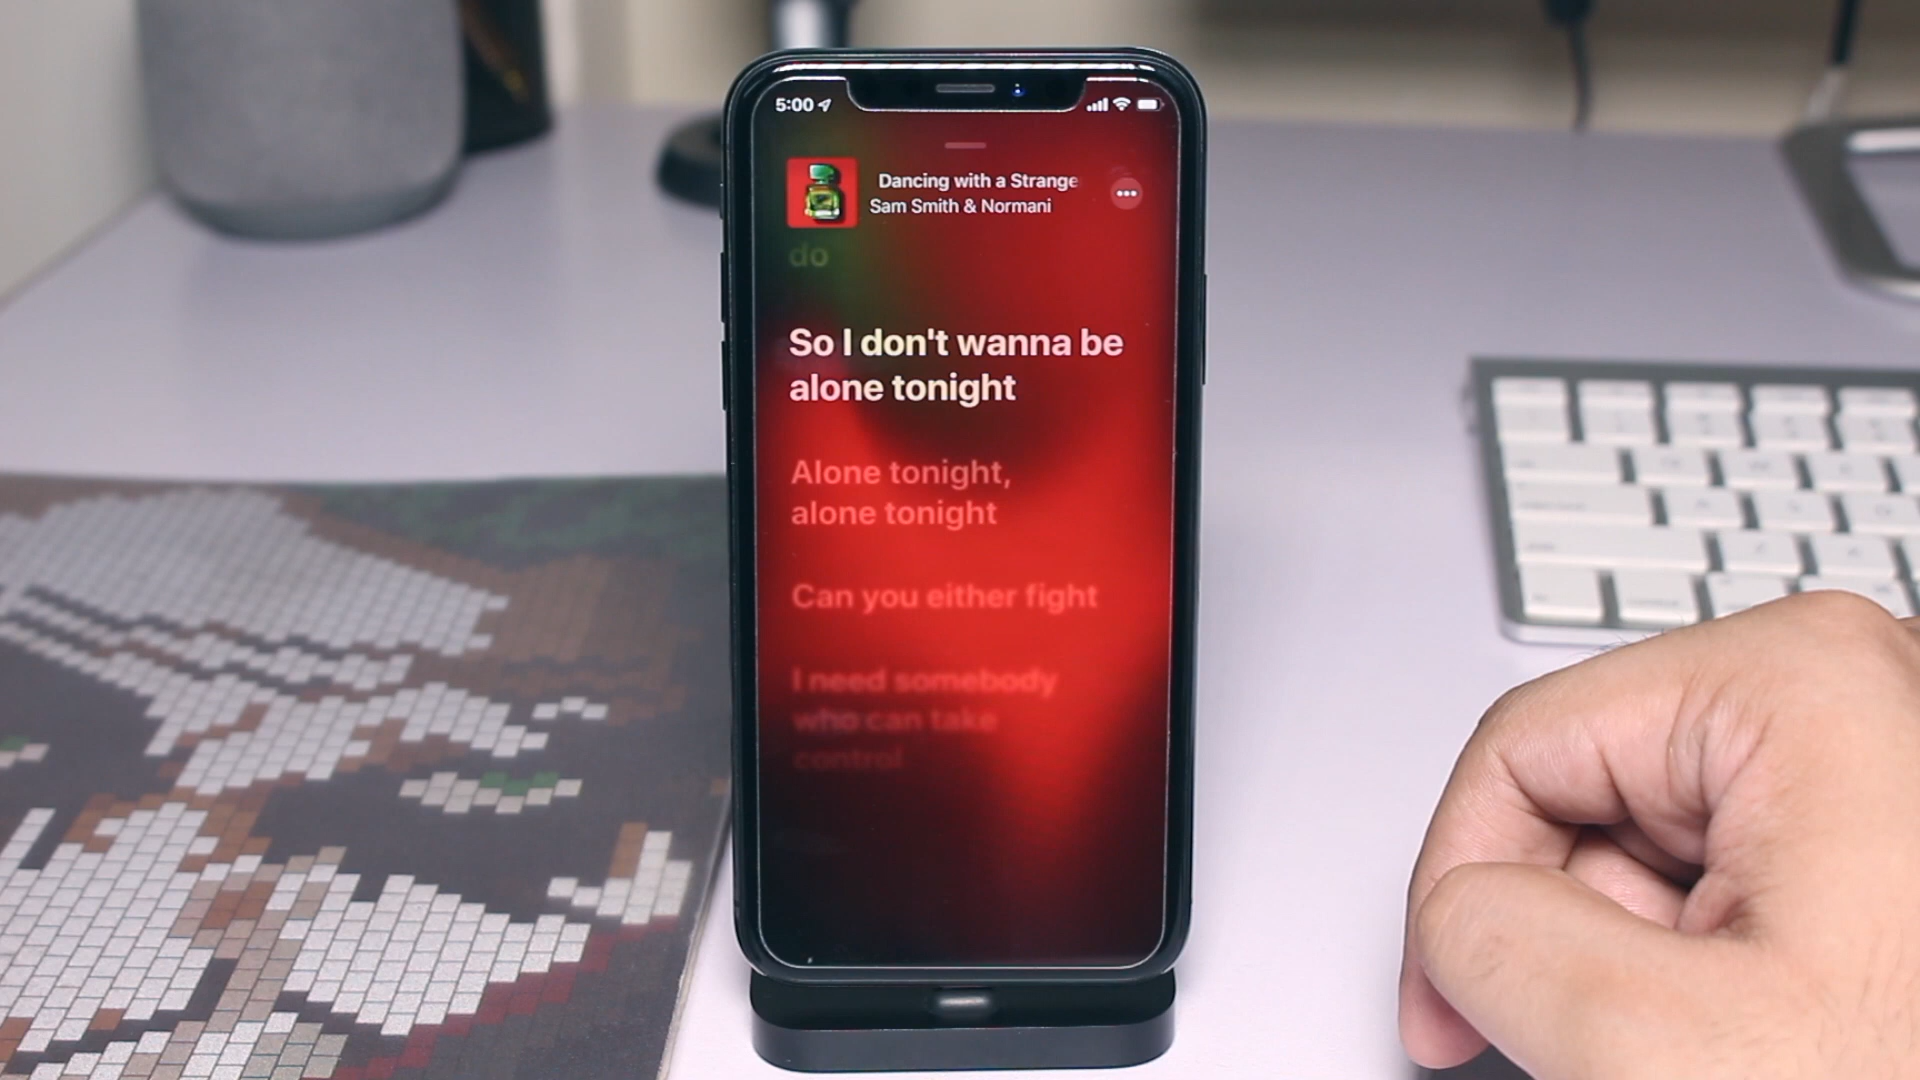 5:00
Dancing with a Strange
Sam Smith & Normani
do
So I don't wanna be
alone tonight
Alone tonight,
alone tonight
Can you either fight
I need somebody
who can take
control